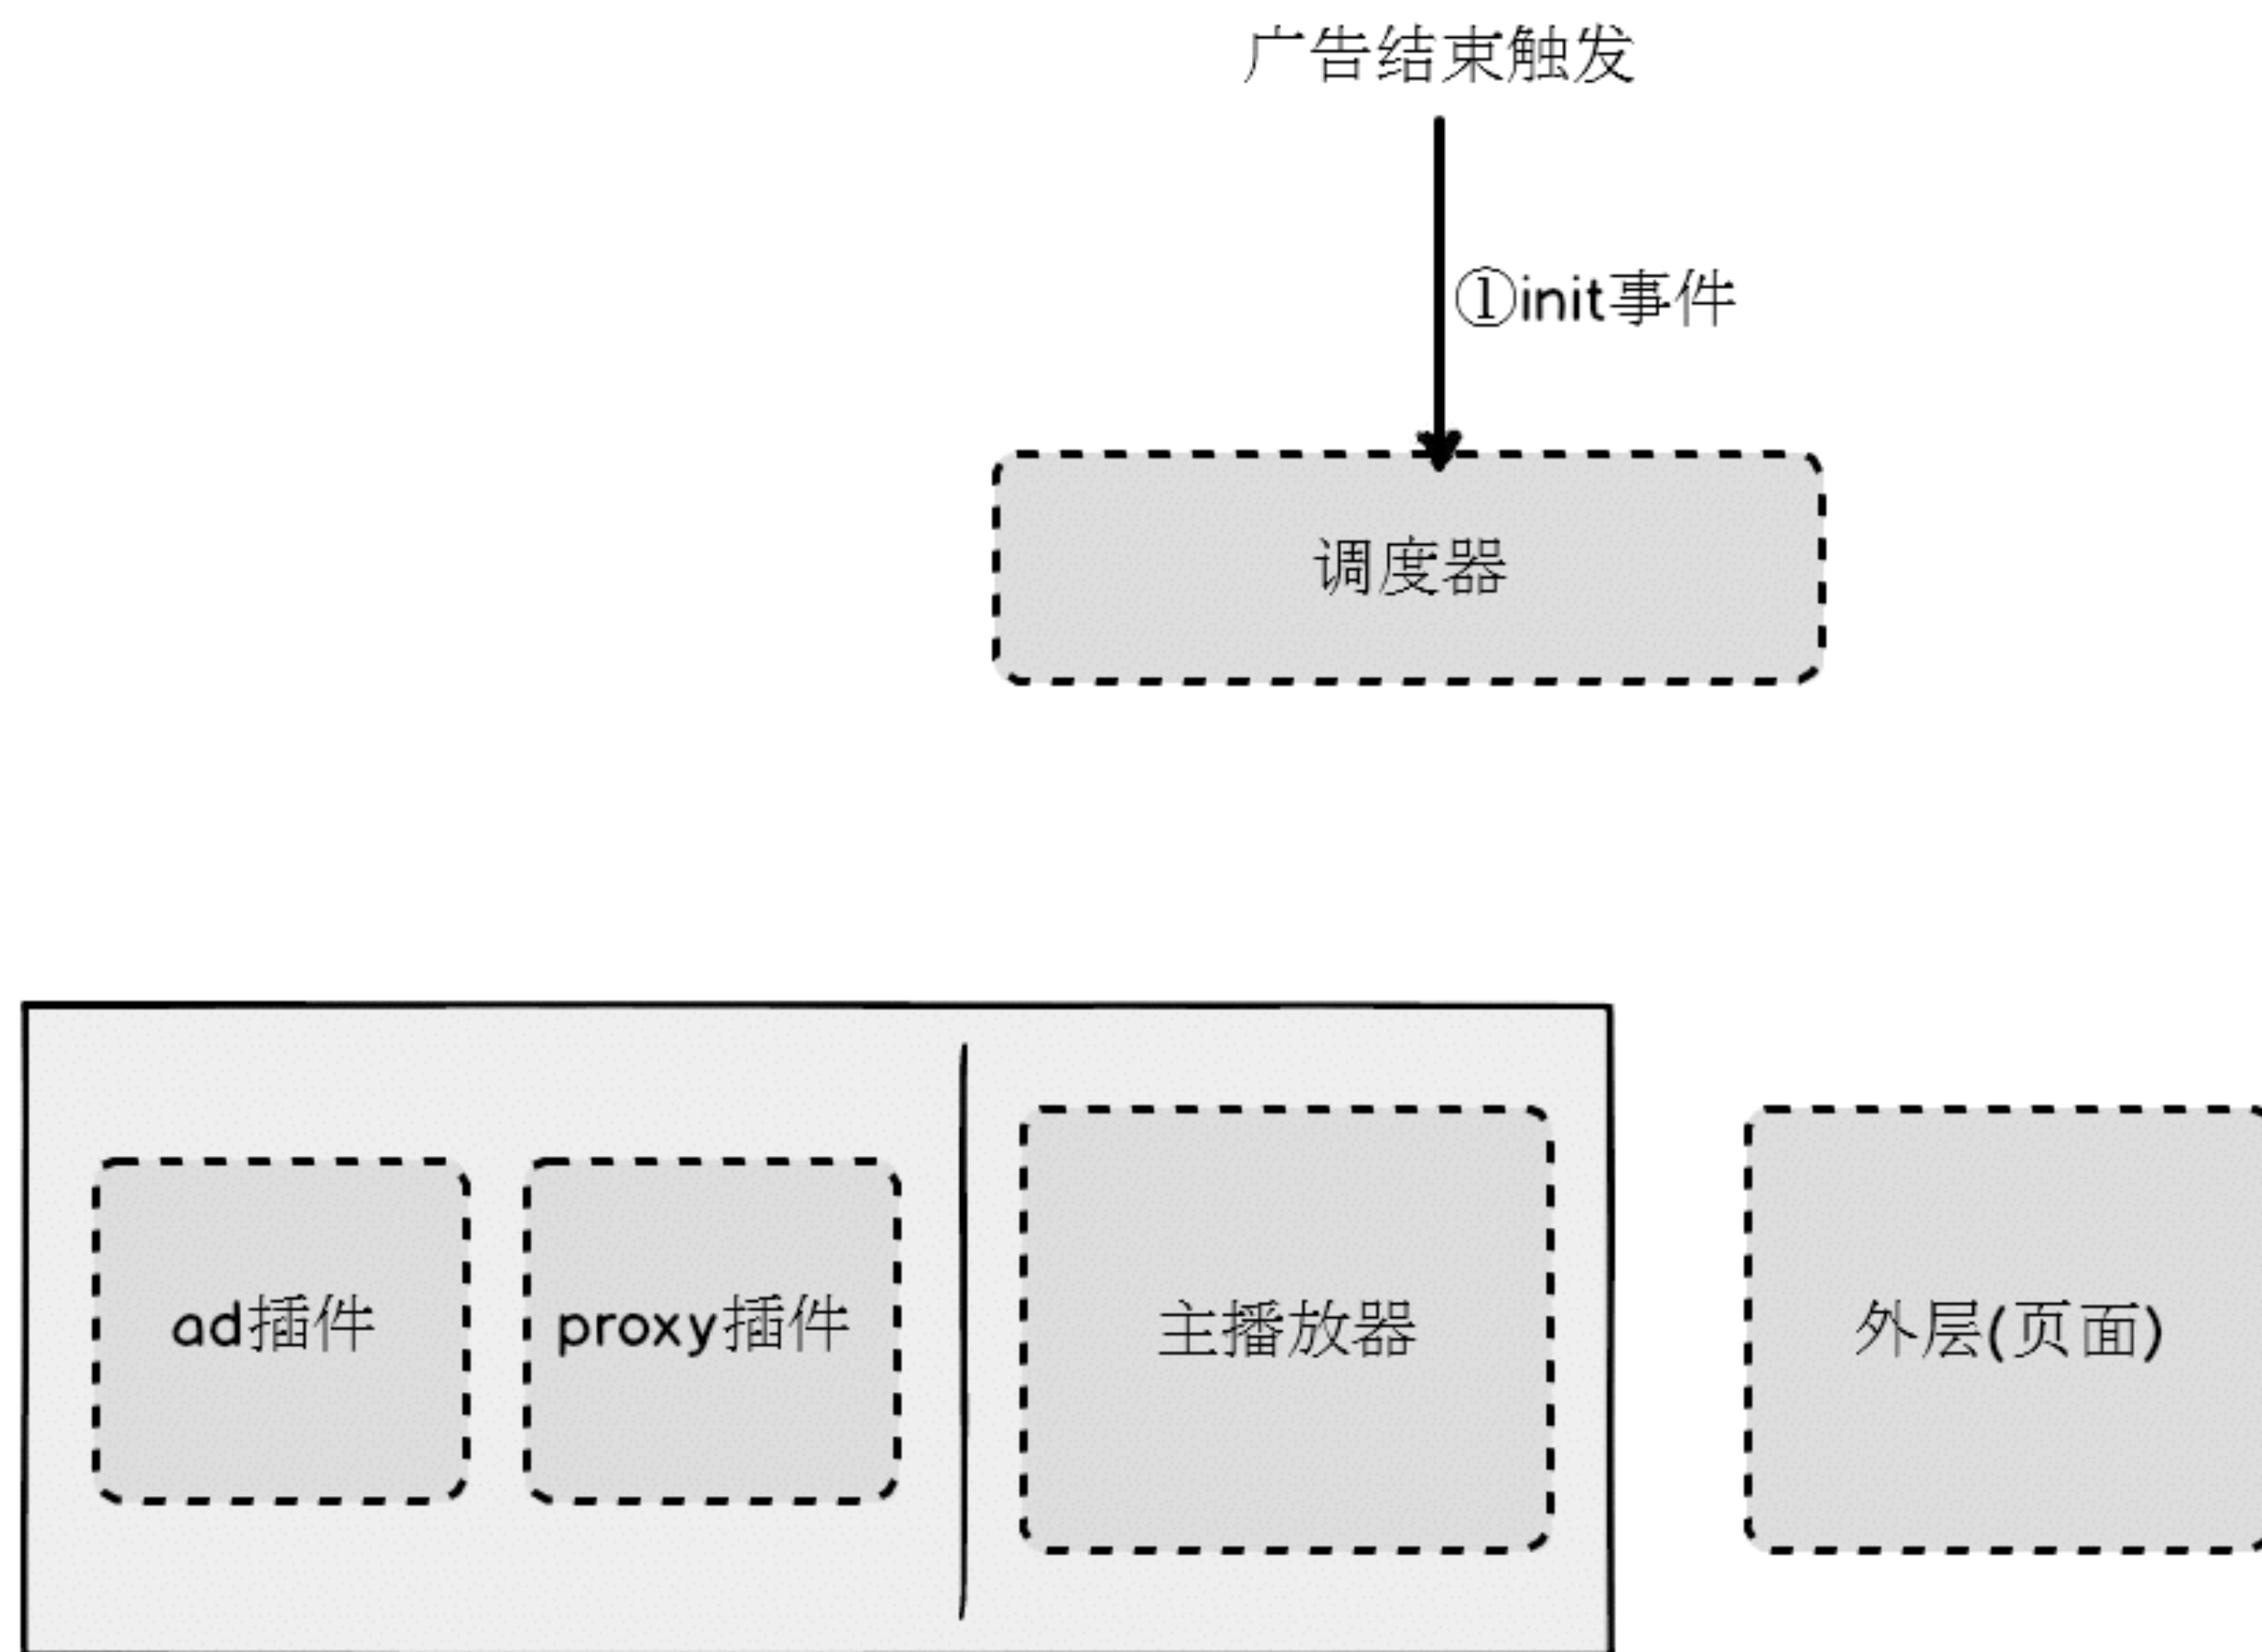 广告结束触发
①init事件
调度器
ad插件
proxy插件
主播放器
外层(页面)